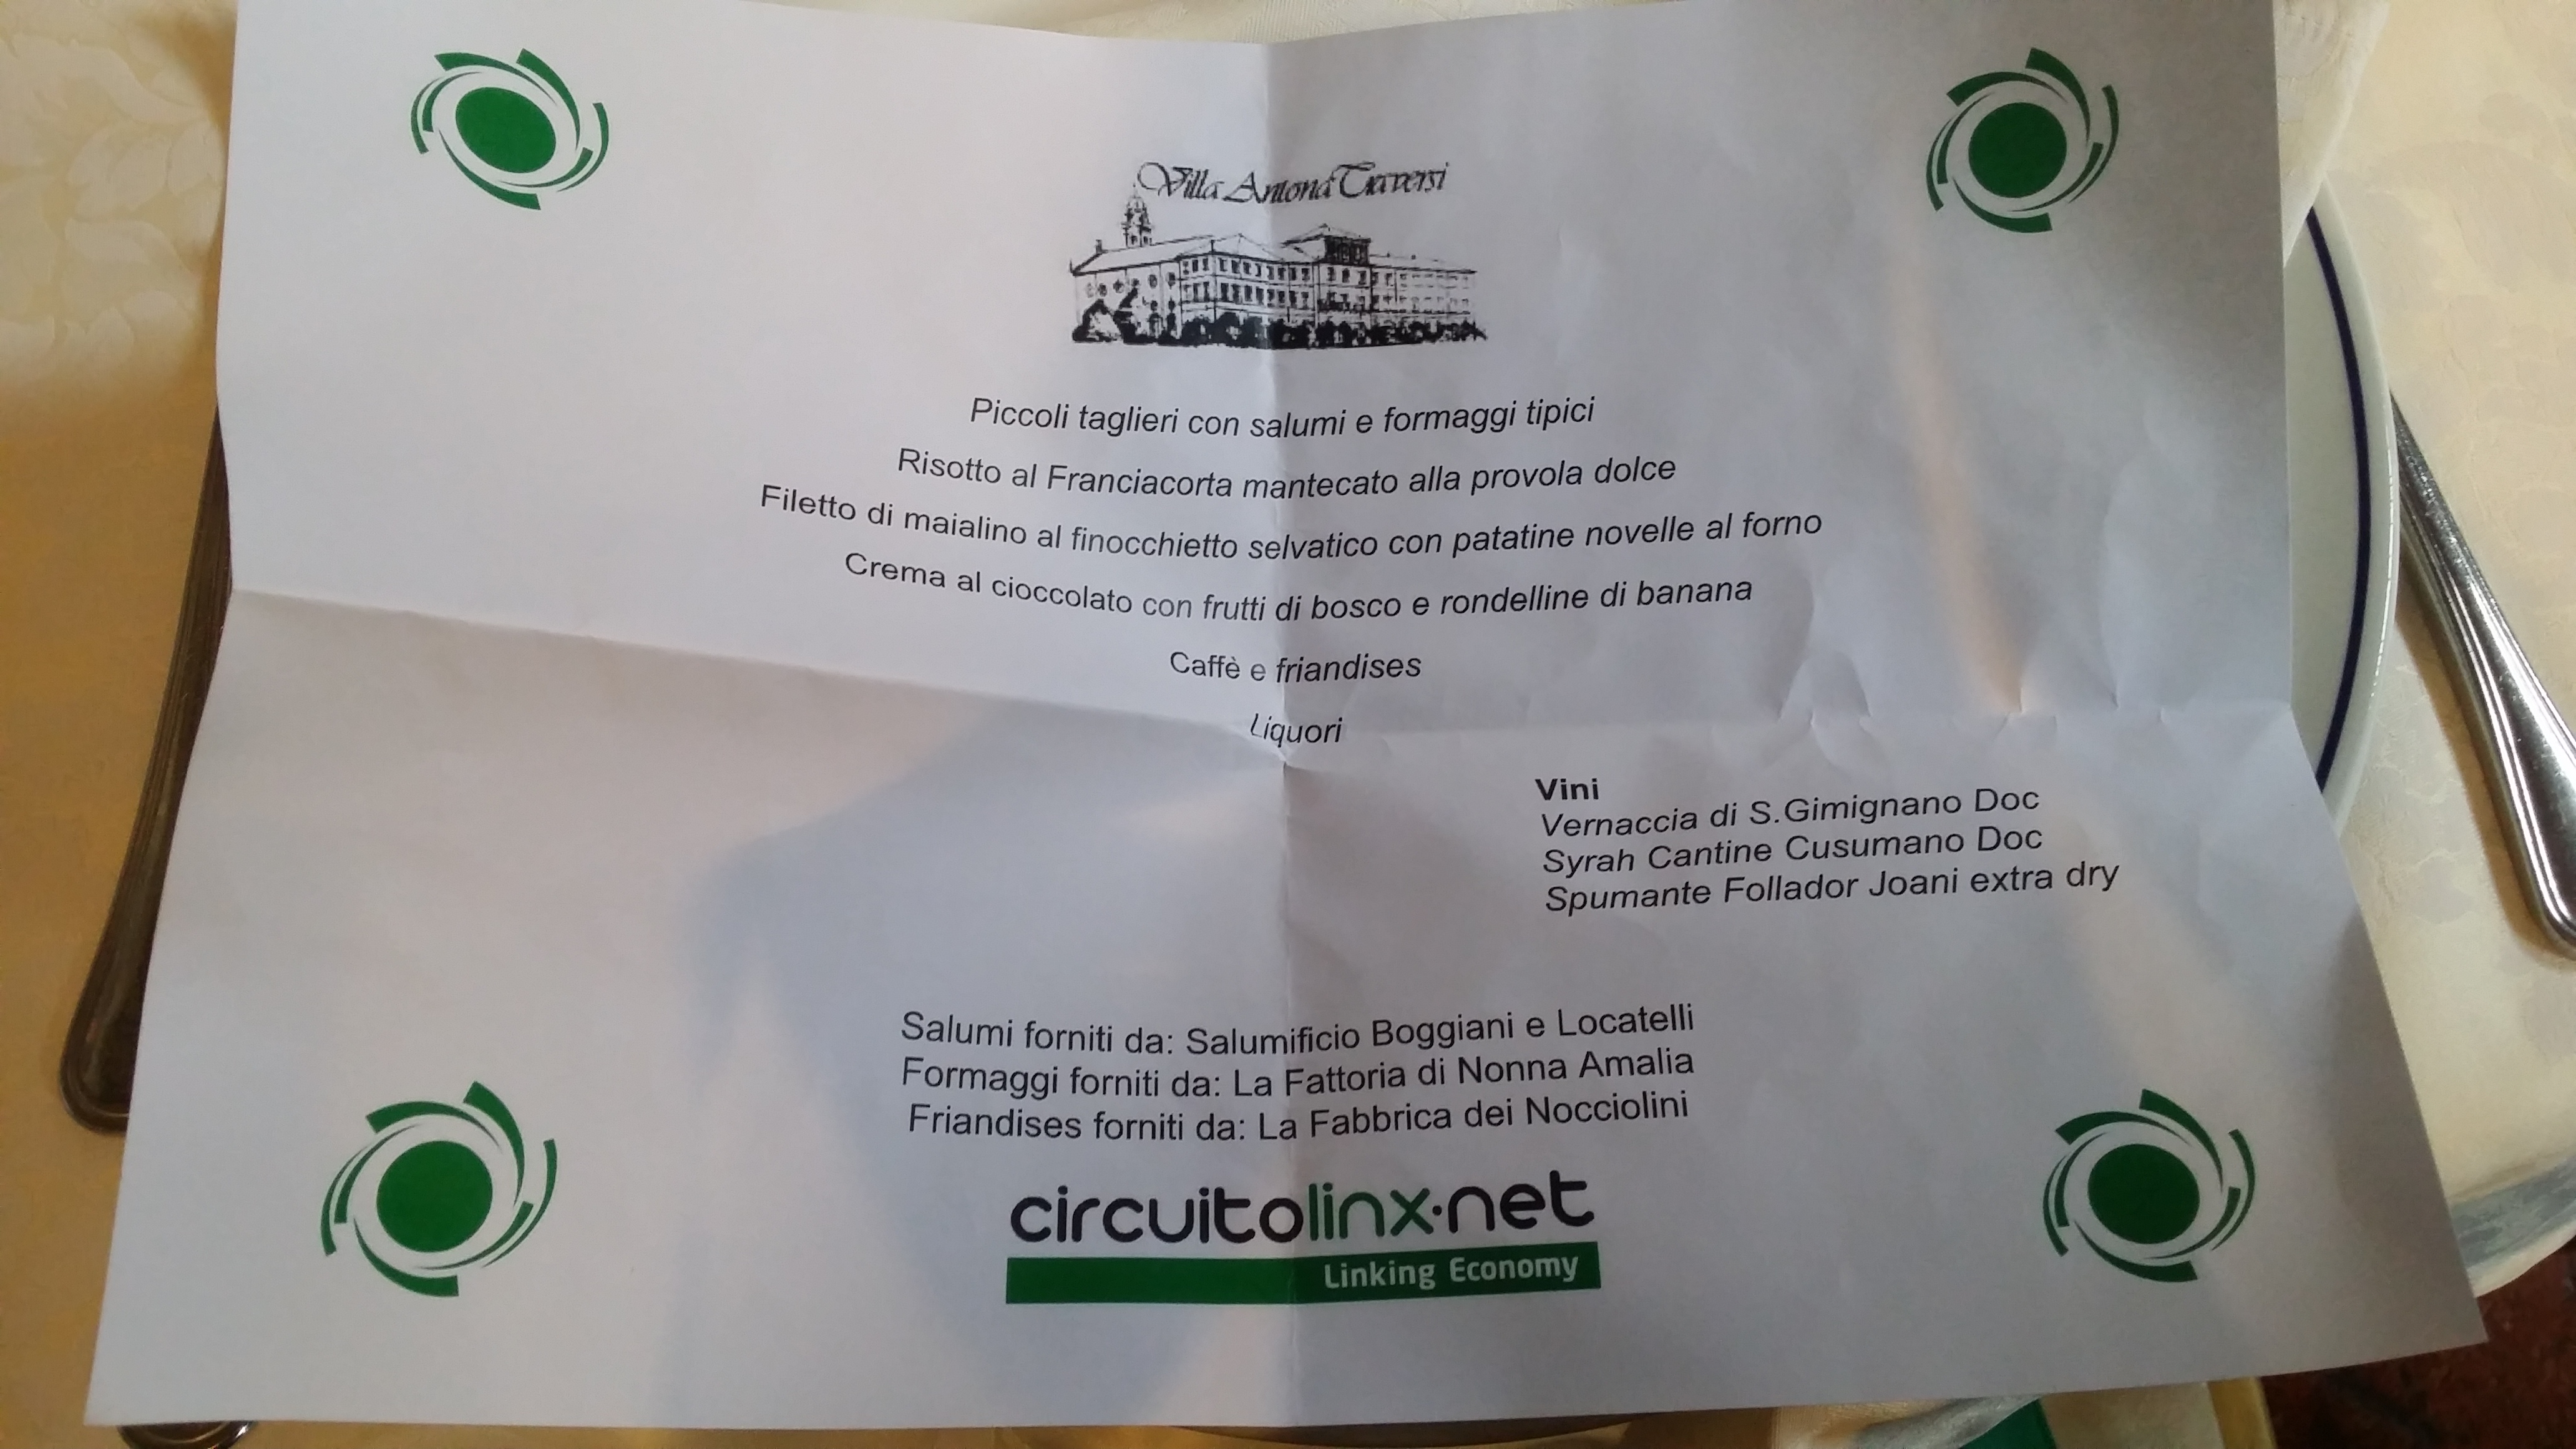 Villa Antona Traversi
Piccoli taglieri con salumi e formaggi tipici
Risotto al Franciacorta mantecato alla provola dolce
Filetto di maialino al finocchietto selvatico con patatine novelle al forno
Crema al cioccolato con frutti di bosco e rondelline di banana
Caffè e friandises
Liquori
Vini
Vernaccia di S.Gimignano Doc
Syrah Cantine Cusumano Doc
Spumante Follador Joani extra dry
Salumi forniti da: Salumificio Boggiani e Locatelli
Formaggi forniti da: La Fattoria di Nonna Amalia
Friandises forniti da: La Fabbrica dei Nocciolini
circuitolinx.net
Linking Economy